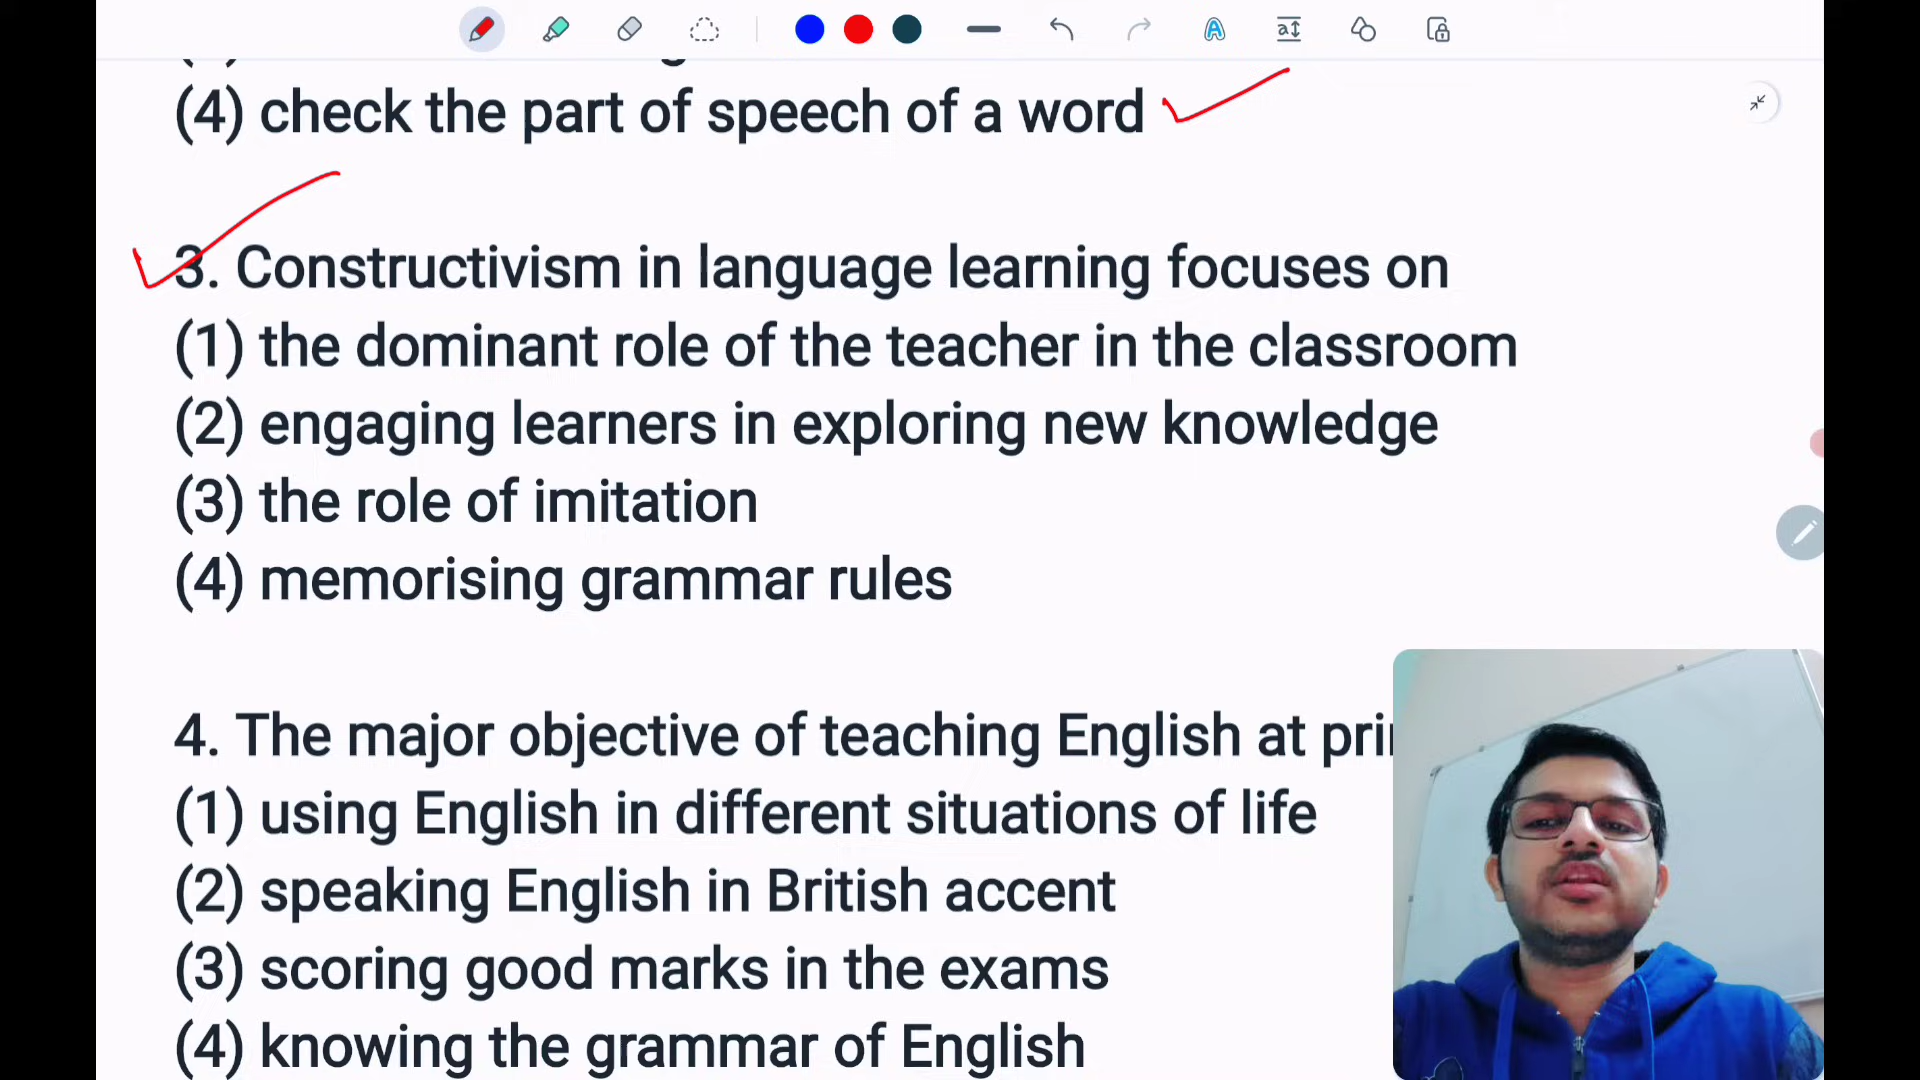 (4) check the part of speech of a word
3. Constructivism in language learning focuses on
(1) the dominant role of the teacher in the classroom
(2) engaging learners in exploring new knowledge
(3) the role of imitation
(4) memorising grammar rules
4. The major objective of teaching English at pri
(1) using English in different situations of life
(2) speaking English in British accent
(3) scoring good marks in the exams
(4) knowing the grammar of English